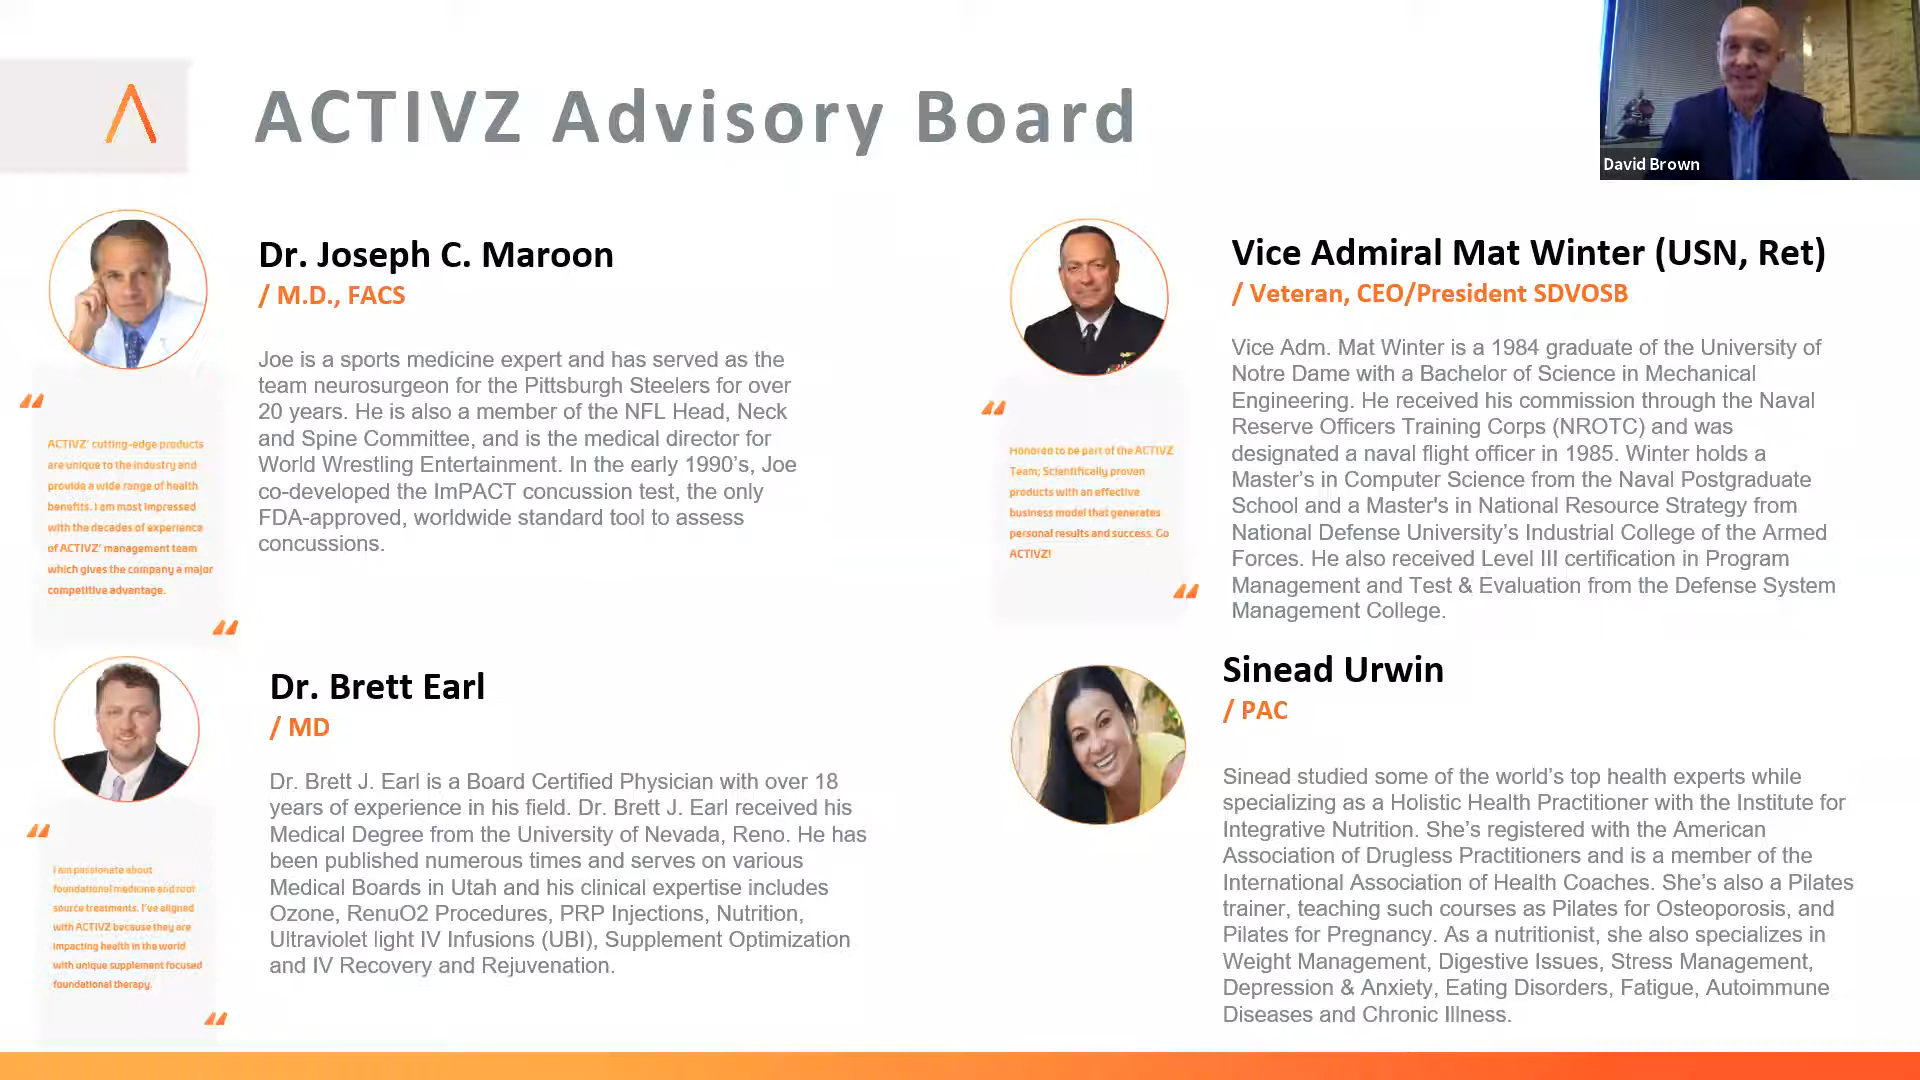 ACTIVZ Advisory Board
David Brown
Dr. Joseph C. Maroon
/ M.D., FACS
Joe is a sports medicine expert and has served as the
team neurosurgeon for the Pittsburgh Steelers for over
20 years. He is also a member of the NFL Head, Neck
and Spine Committee, and is the medical director for
World Wrestling Entertainment. In the early 1990’s, Joe
co-developed the ImPACT concussion test, the only
FDA-approved, worldwide standard tool to assess
concussions.
ACTIVZ’ cutting-edge products
are unique to the industry and
provide a wide range of health
benefits. I am most impressed
with the decades of experience
of ACTIVZ’ management team
which gives the company a major
competitive advantage.
Vice Admiral Mat Winter (USN, Ret)
/ Veteran, CEO/President SDVOSB
Vice Adm. Mat Winter is a 1984 graduate of the University of
Notre Dame with a Bachelor of Science in Mechanical
Engineering. He received his commission through the Naval
Reserve Officers Training Corps (NROTC) and was
designated a naval flight officer in 1985. Winter holds a
Master’s in Computer Science from the Naval Postgraduate
School and a Master's in National Resource Strategy from
National Defense University’s Industrial College of the Armed
Forces. He also received Level III certification in Program
Management and Test & Evaluation from the Defense System
Management College.
Honored to be part of the ACTIVZ
Team; Scientifically proven
products with an effective
business model that generates
personal results and success. Go
ACTIVZ!
Dr. Brett Earl
/ MD
Dr. Brett J. Earl is a Board Certified Physician with over 18
years of experience in his field. Dr. Brett J. Earl received his
Medical Degree from the University of Nevada, Reno. He has
been published numerous times and serves on various
Medical Boards in Utah and his clinical expertise includes
Ozone, RenuO2 Procedures, PRP Injections, Nutrition,
Ultraviolet light IV Infusions (UBI), Supplement Optimization
and IV Recovery and Rejuvenation.
I am passionate about
foundational medicine and root
source treatments. I've aligned
with ACTIVZ because they are
impacting health in the world
with unique supplement focused
foundational therapy.
Sinead Urwin
/ PAC
Sinead studied some of the world’s top health experts while
specializing as a Holistic Health Practitioner with the Institute for
Integrative Nutrition. She’s registered with the American
Association of Drugless Practitioners and is a member of the
International Association of Health Coaches. She’s also a Pilates
trainer, teaching such courses as Pilates for Osteoporosis, and
Pilates for Pregnancy. As a nutritionist, she also specializes in
Weight Management, Digestive Issues, Stress Management,
Depression & Anxiety, Eating Disorders, Fatigue, Autoimmune
Diseases and Chronic Illness.